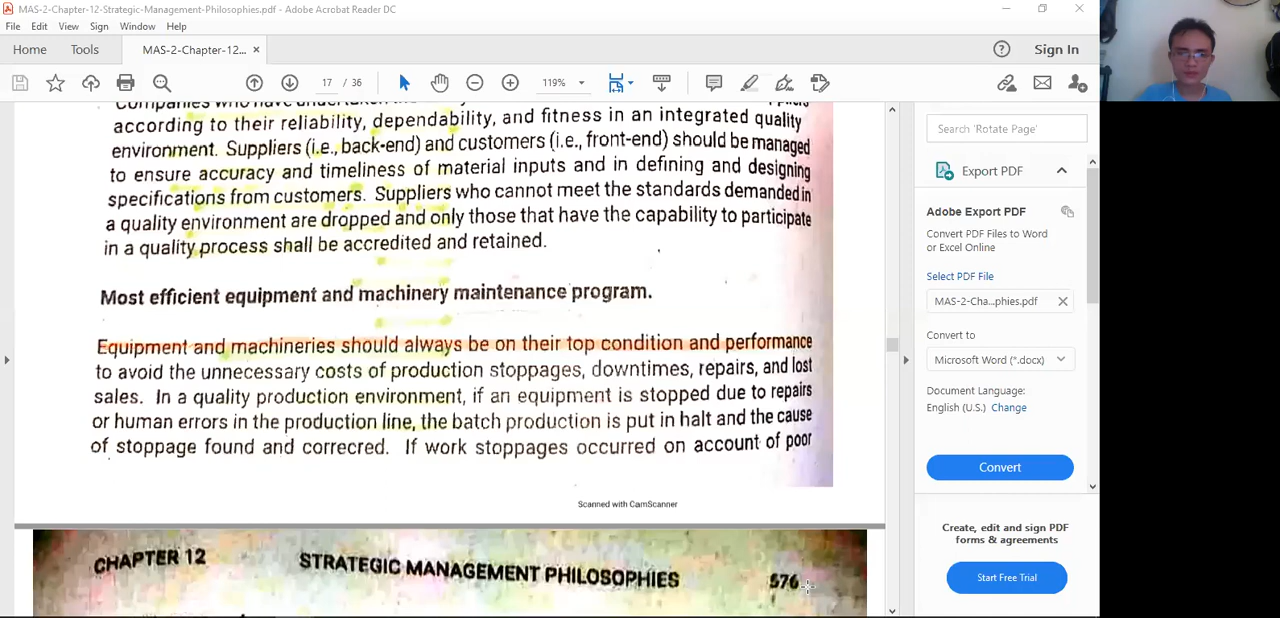 MAS-2-Chapter-12-Strategic-Management-Philosophies.pdf - Adobe Acrobat Reader DC
File Edit View Sign Window Help
Home Tools MAS-2-Chapter-12... × Sign In
17 / 36 119%
Companies who have
according to their reliability, dependability, and fitness in an integrated quality
environment. Suppliers (i.e., back-end) and customers (i.e., front-end) should be managed
to ensure accuracy and timeliness of material inputs and in defining and designing
specifications from customers. Suppliers who cannot meet the standards demanded in
a quality environment are dropped and only those that have the capability to participate
in a quality process shall be accredited and retained.
Most efficient equipment and machinery maintenance program.
Equipment and machineries should always be on their top condition and performance
to avoid the unnecessary costs of production stoppages, downtimes, repairs, and lost
sales. In a quality production environment, if an equipment is stopped due to repairs
or human errors in the production line, the batch production is put in halt and the cause
of stoppage found and correcred. If work stoppages occurred on account of poor
Scanned with CamScanner
CHAPTER 12 STRATEGIC MANAGEMENT PHILOSOPHIES 576
Search 'Rotate Page'
Export PDF
Adobe Export PDF
Convert PDF Files to Word
or Excel Online
Select PDF File
MAS-2-Cha...phies.pdf
Convert to
Microsoft Word (*.docx)
Document Language:
English (U.S.) Change
Convert
Create, edit and sign PDF
forms & agreements
Start Free Trial